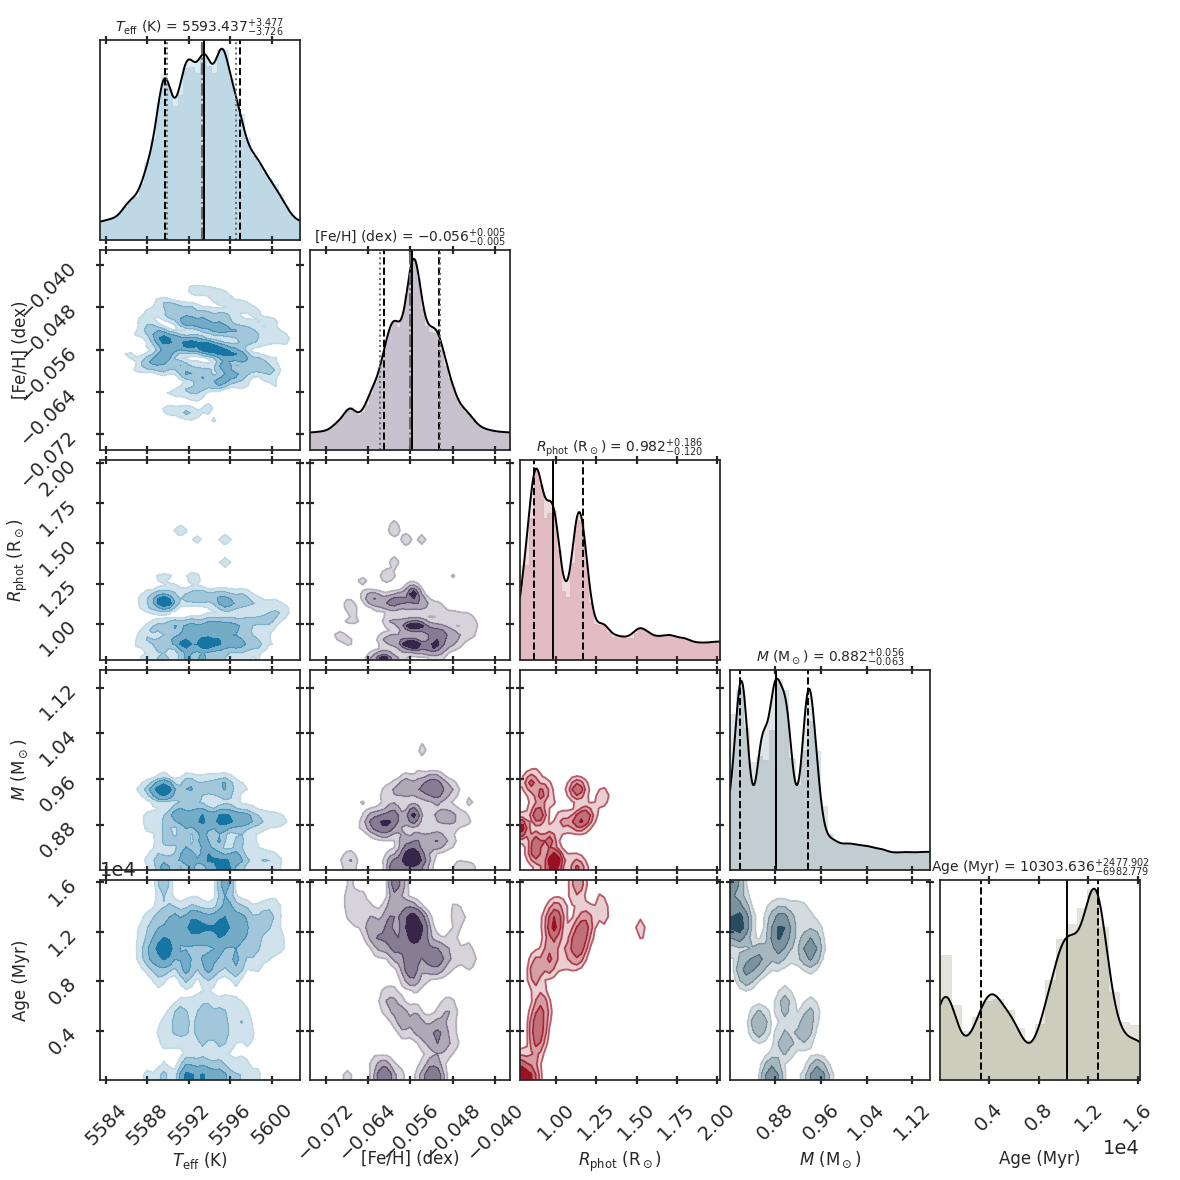 T_eff (K) = 5593.437 +3.477 −3.726
[Fe/H] (dex) = −0.056 +0.005 −0.005
−0.040
−0.048
−0.056
−0.064
−0.072
[Fe/H] (dex)
R_phot (R⊙) = 0.982 +0.186 −0.120
2.00
1.75
1.50
1.25
1.00
R_phot (R⊙)
M (M⊙) = 0.882 +0.056 −0.063
1.12
1.04
0.96
0.88
M (M⊙)
1e4
Age (Myr) = 10303.636 +2477.902 −6982.779
1.6
1.2
0.8
0.4
Age (Myr)
5584 5588 5592 5596 5600 −0.072 −0.064 −0.056 −0.048 −0.040 1.00 1.25 1.50 1.75 2.00 0.88 0.96 1.04 1.12 0.4 0.8 1.2 1.6
1e4
T_eff (K) [Fe/H] (dex) R_phot (R⊙) M (M⊙) Age (Myr)